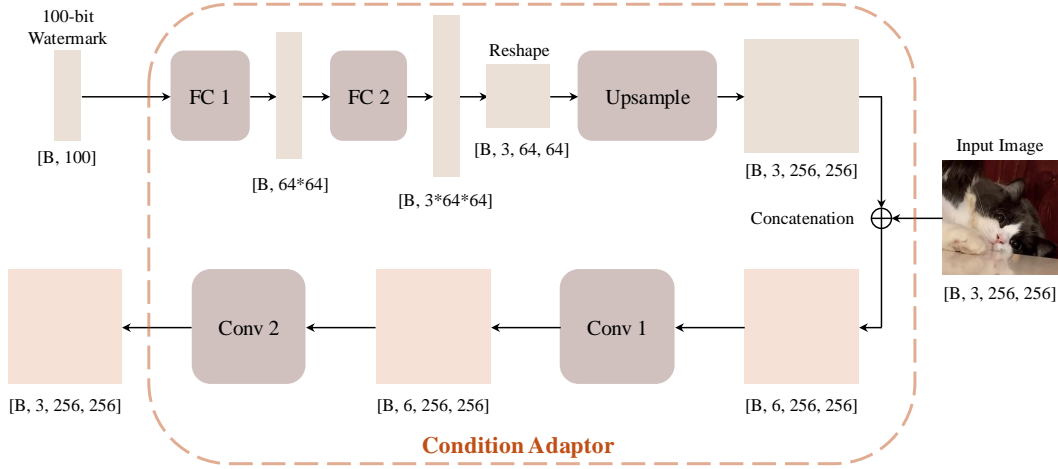 100-bit
Watermark
[B, 100]
FC 1
[B, 64*64]
FC 2
[B, 3*64*64]
Reshape
[B, 3, 64, 64]
Upsample
[B, 3, 256, 256]
Input Image
[B, 3, 256, 256]
Concatenation
[B, 6, 256, 256]
Conv 1
[B, 6, 256, 256]
Conv 2
[B, 3, 256, 256]
Condition Adaptor